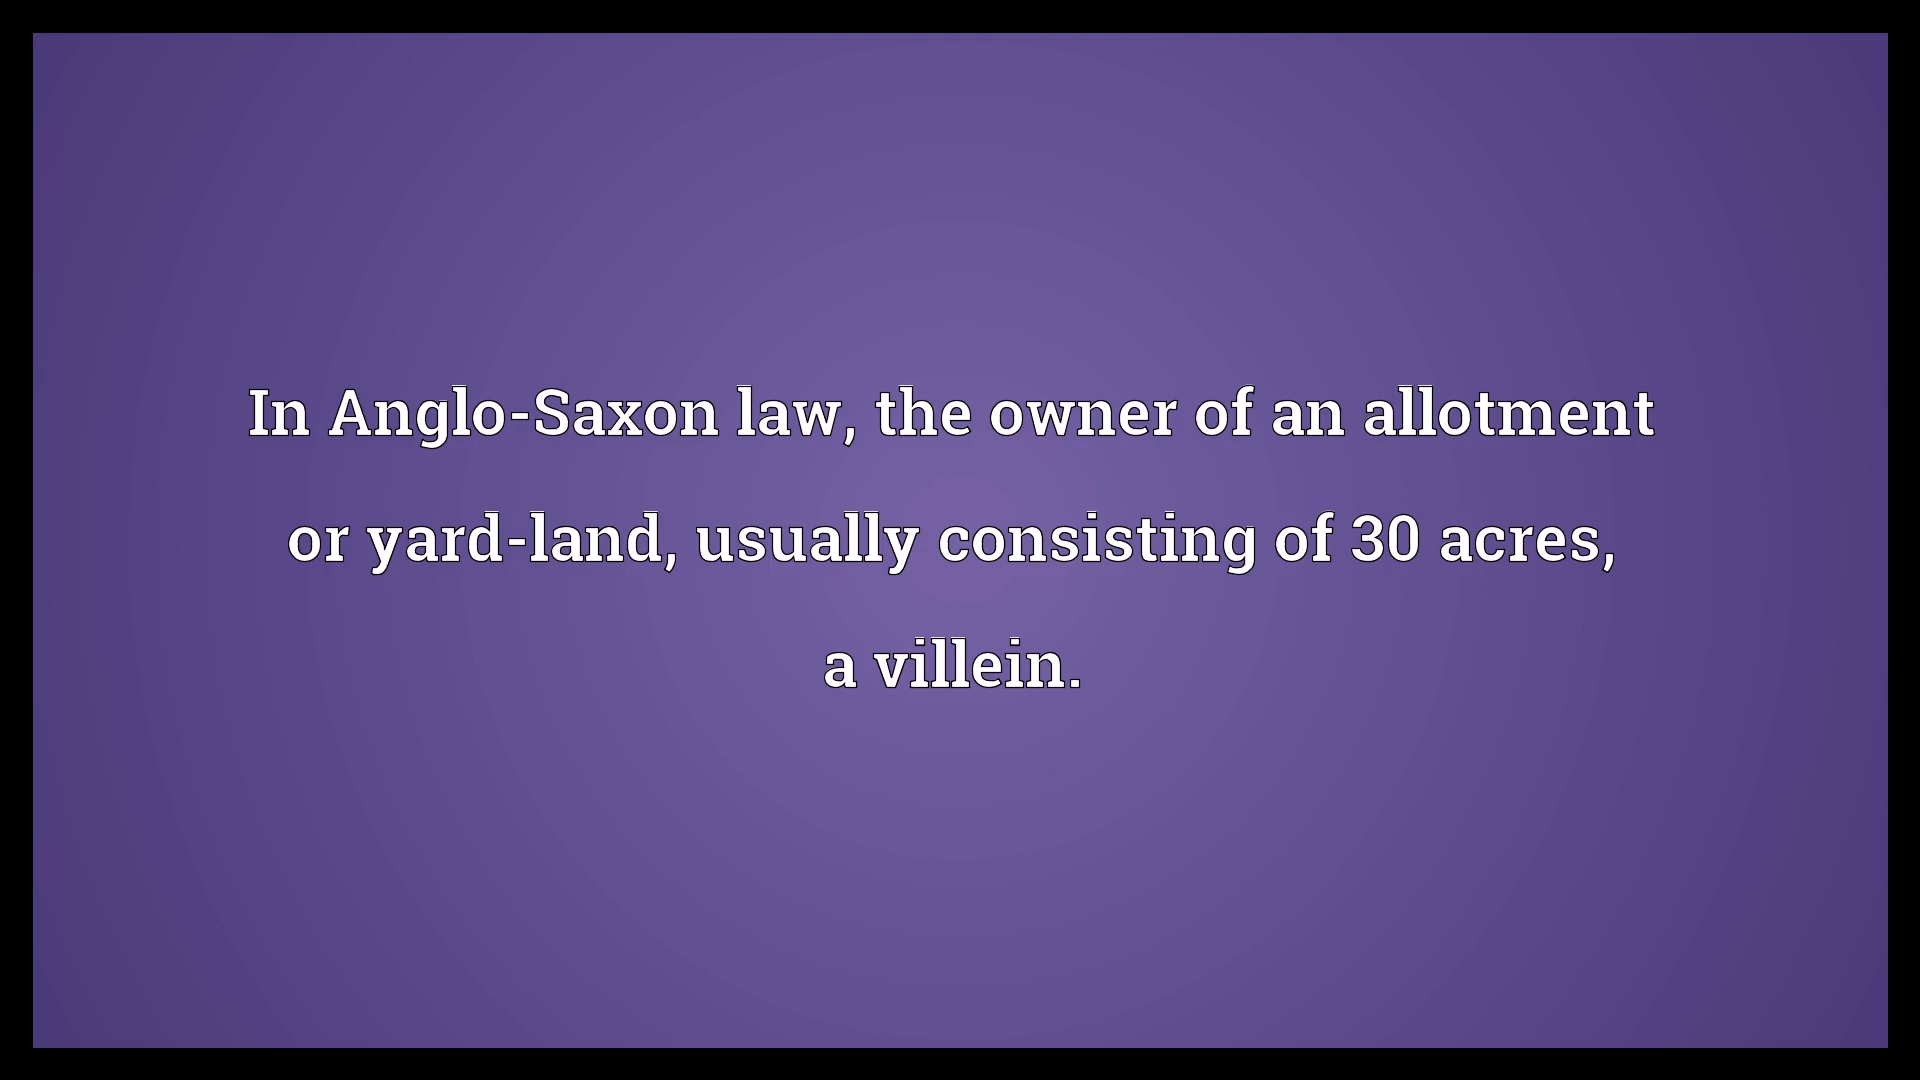 In Anglo-Saxon law, the owner of an allotment
or yard-land, usually consisting of 30 acres,
a villein.